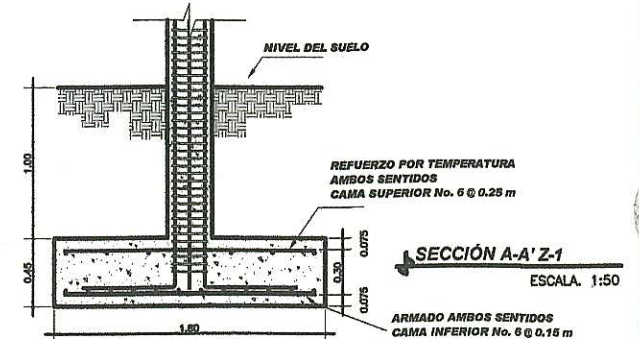 NIVEL DEL SUELO
1.00
REFUERZO POR TEMPERATURA
AMBOS SENTIDOS
CAMA SUPERIOR No. 6 @ 0.25 m
0.45
0.075
0.30
0.075
SECCIÓN A-A' Z-1
ESCALA. 1:50
1.80
ARMADO AMBOS SENTIDOS
CAMA INFERIOR No. 6 @ 0.15 m